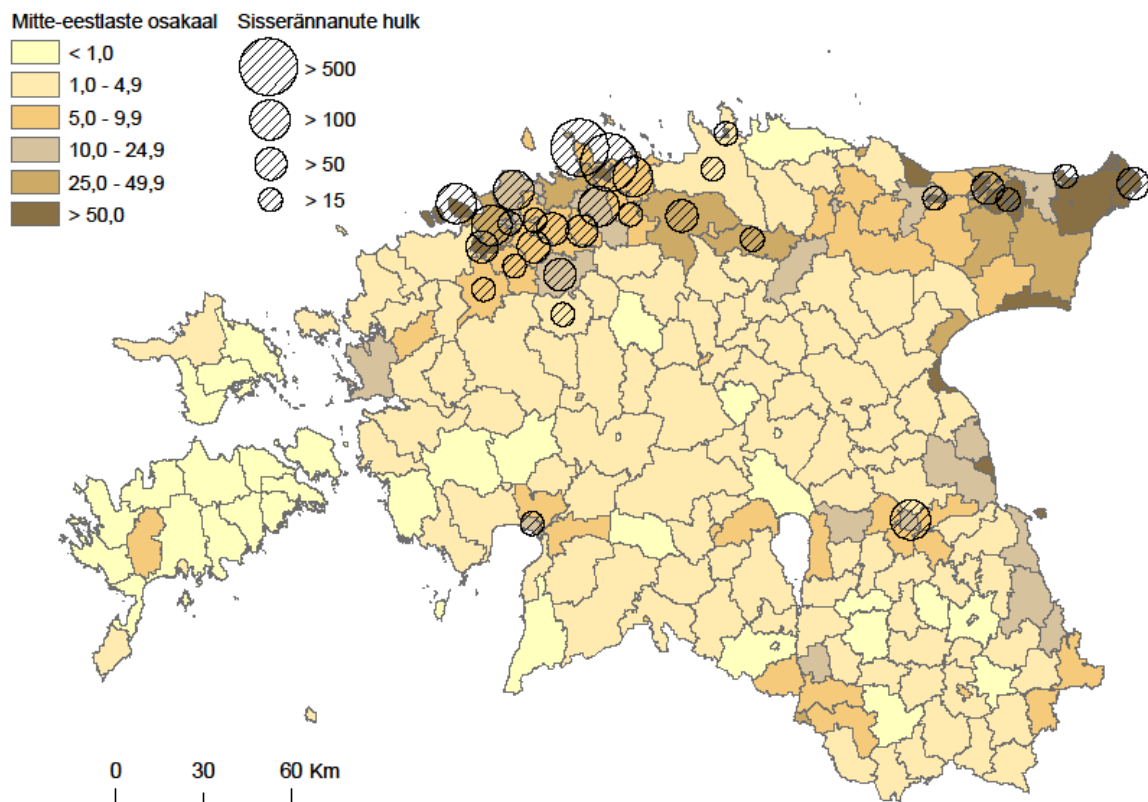 Mitte-eestlaste osakaal
< 1,0
1,0 - 4,9
5,0 - 9,9
10,0 - 24,9
25,0 - 49,9
> 50,0
Sisserännanute hulk
> 500
> 100
> 50
> 15
0 30 60 Km